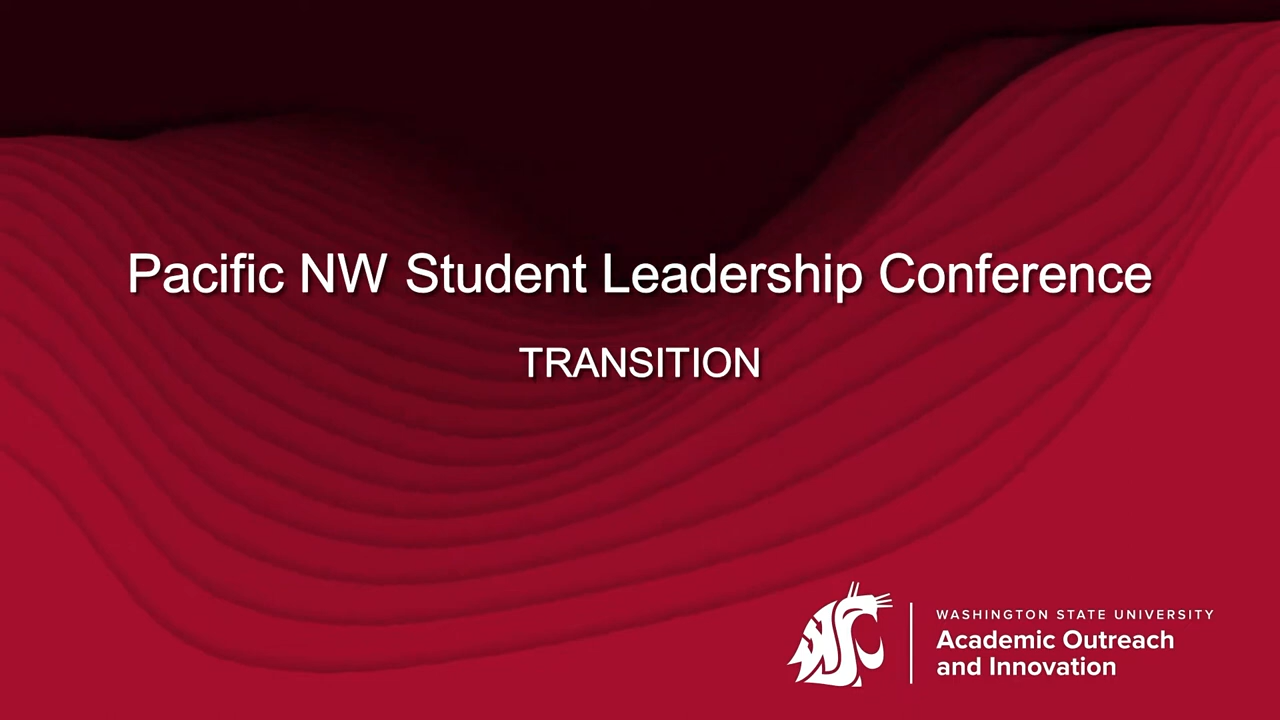 Pacific NW Student Leadership Conference
TRANSITION
WASHINGTON STATE UNIVERSITY
Academic Outreach
and Innovation